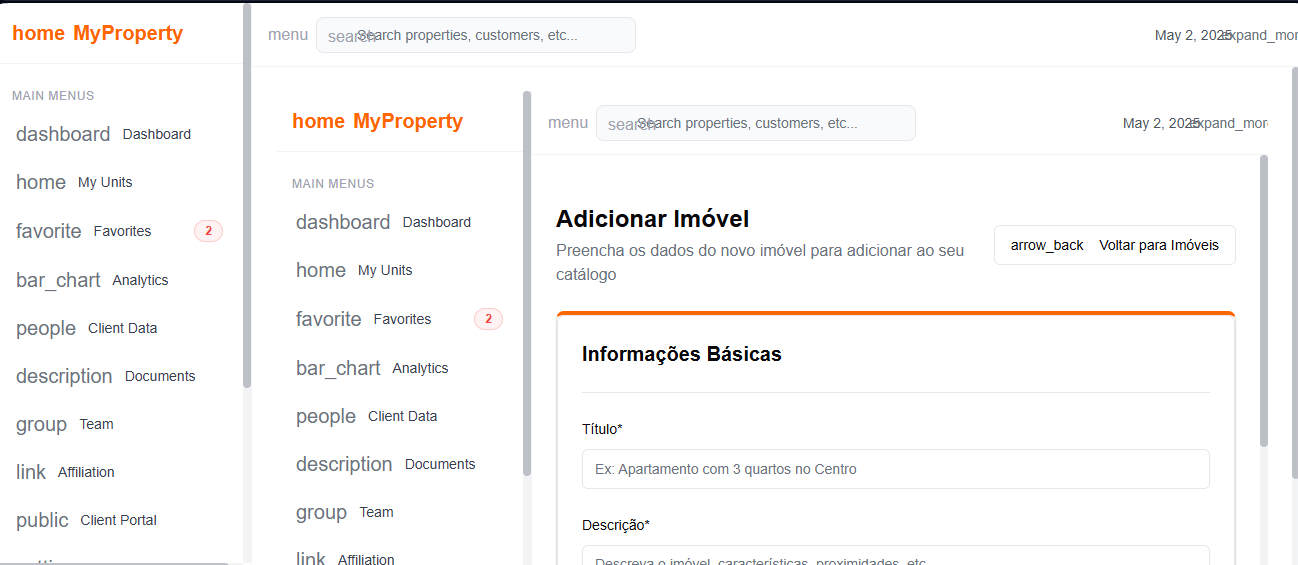 home MyProperty
menu
search
Search properties, customers, etc...
May 2, 2025
expand_mor
MAIN MENUS
dashboard Dashboard
home My Units
favorite Favorites 2
bar_chart Analytics
people Client Data
description Documents
group Team
link Affiliation
public Client Portal
home MyProperty
menu
search
Search properties, customers, etc...
May 2, 2025
expand_more
MAIN MENUS
dashboard Dashboard
home My Units
favorite Favorites 2
bar_chart Analytics
people Client Data
description Documents
group Team
link Affiliation
Adicionar Imóvel
Preencha os dados do novo imóvel para adicionar ao seu
catálogo
arrow_back Voltar para Imóveis
Informações Básicas
Título*
Ex: Apartamento com 3 quartos no Centro
Descrição*
Descreva o imóvel, características, proximidades, etc